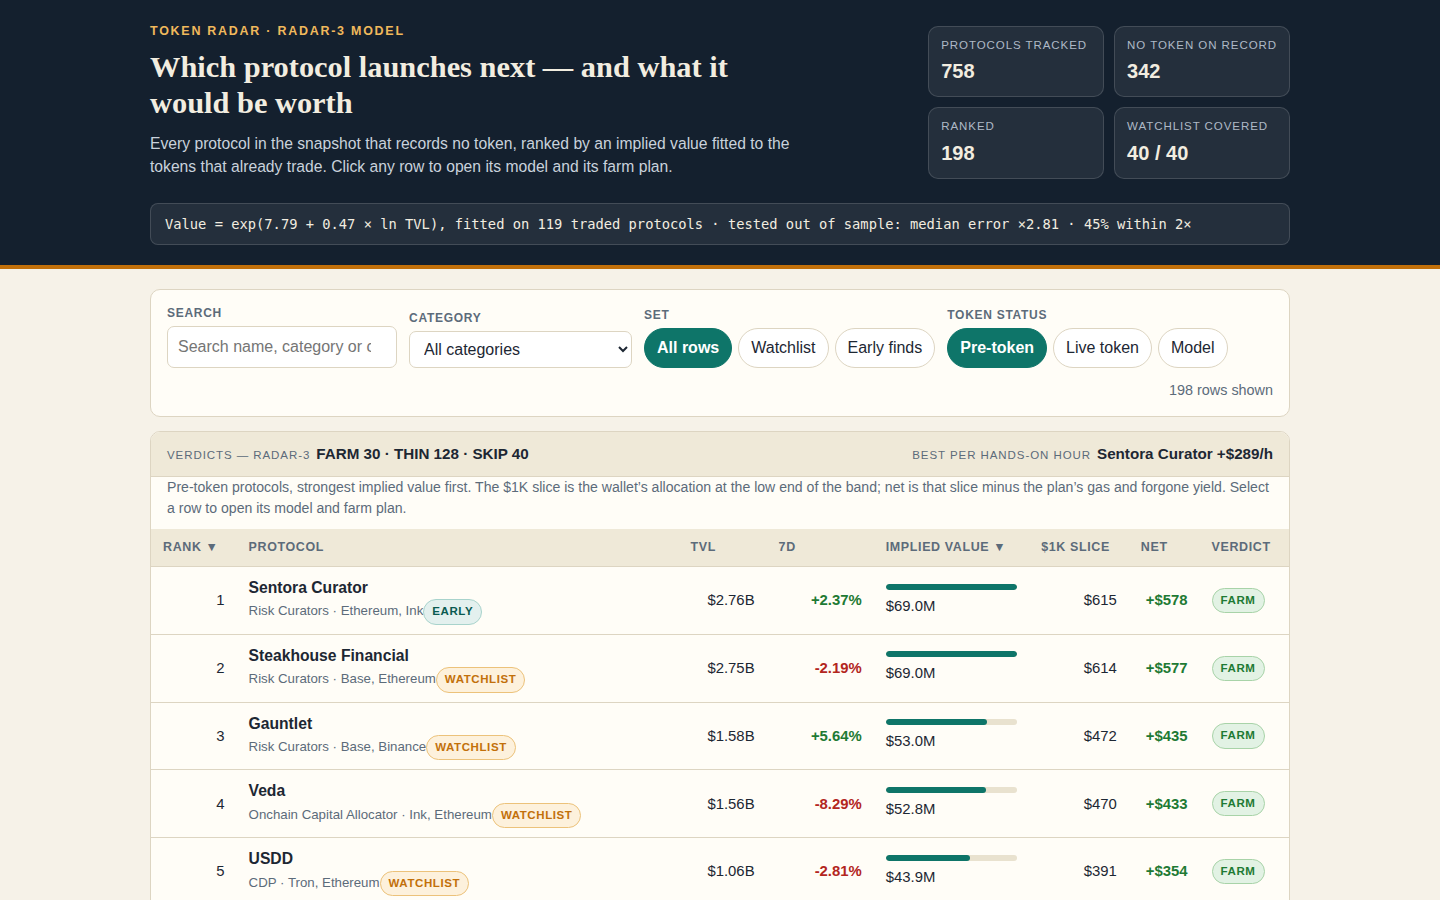 TOKEN RADAR · RADAR-3 MODEL
Which protocol launches next — and what it
would be worth
Every protocol in the snapshot that records no token, ranked by an implied value fitted to the
tokens that already trade. Click any row to open its model and its farm plan.
PROTOCOLS TRACKED
758
NO TOKEN ON RECORD
342
RANKED
198
WATCHLIST COVERED
40 / 40
Value = exp(7.79 + 0.47 × ln TVL), fitted on 119 traded protocols · tested out of sample: median error ×2.81 · 45% within 2×
SEARCH
Search name, category or c
CATEGORY
All categories
SET
All rows Watchlist Early finds
TOKEN STATUS
Pre-token Live token Model
198 rows shown
VERDICTS — RADAR-3 FARM 30 · THIN 128 · SKIP 40
BEST PER HANDS-ON HOUR Sentora Curator +$289/h
Pre-token protocols, strongest implied value first. The $1K slice is the wallet's allocation at the low end of the band; net is that slice minus the plan's gas and forgone yield. Select
a row to open its model and farm plan.
RANK ▼ PROTOCOL TVL 7D IMPLIED VALUE ▼ $1K SLICE NET VERDICT
1 Sentora Curator $2.76B +2.37% $69.0M $615 +$578 FARM
Risk Curators · Ethereum, Ink EARLY
2 Steakhouse Financial $2.75B -2.19% $69.0M $614 +$577 FARM
Risk Curators · Base, Ethereum WATCHLIST
3 Gauntlet $1.58B +5.64% $53.0M $472 +$435 FARM
Risk Curators · Base, Binance WATCHLIST
4 Veda $1.56B -8.29% $52.8M $470 +$433 FARM
Onchain Capital Allocator · Ink, Ethereum WATCHLIST
5 USDD $1.06B -2.81% $43.9M $391 +$354 FARM
CDP · Tron, Ethereum WATCHLIST